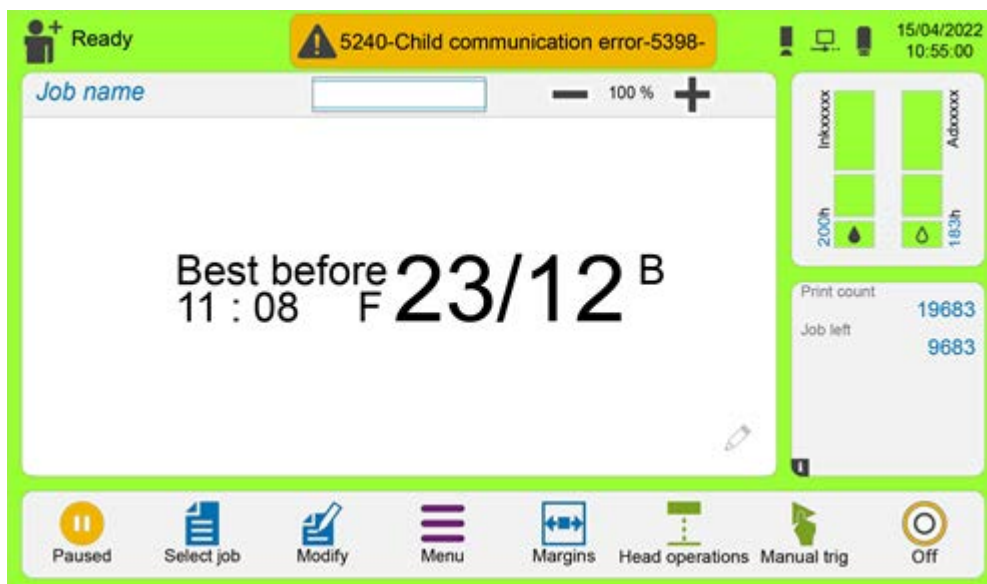 Ready
5240-Child communication error-5398-
15/04/2022
10:55:00
Job name
100 %
Inkxxxxx
Adxxxxx
200h
183h
Best before 23/12 B
11 : 08 F
Print count
19683
Job left
9683
Paused
Select job
Modify
Menu
Margins
Head operations
Manual trig
Off